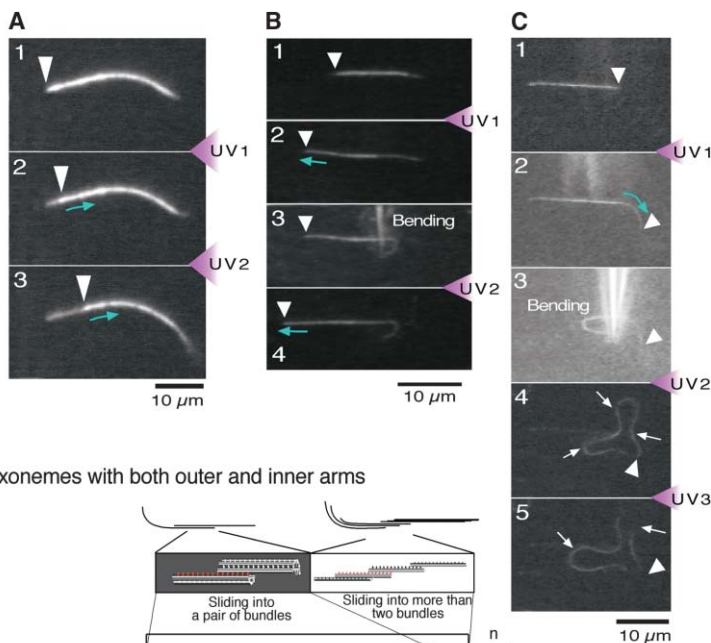 A
1
UV1
2
UV2
3
10 μm
B
1
UV1
2
3
Bending
UV2
4
10 μm
C
1
UV1
2
3
Bending
UV2
4
UV3
5
10 μm
xonemes with both outer and inner arms
Sliding into
a pair of bundles
Sliding into more than
two bundles
n